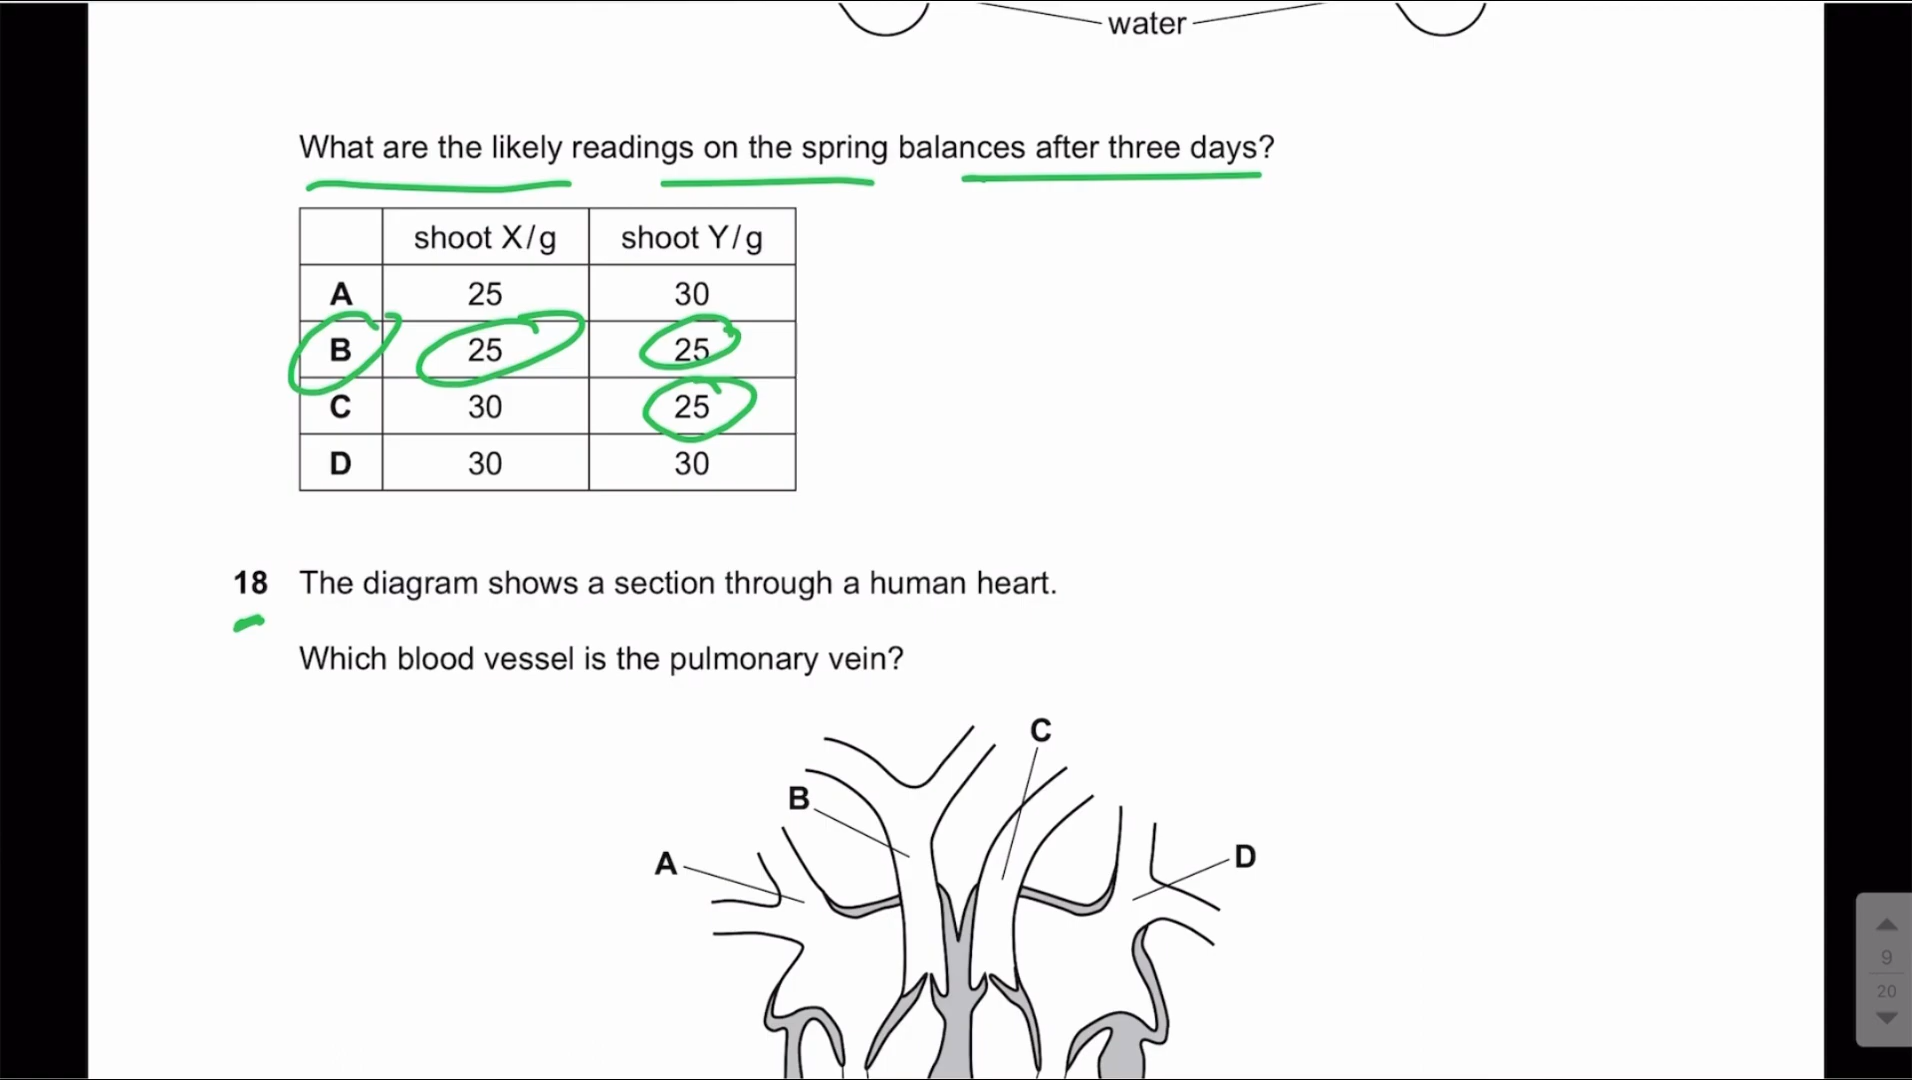 water
What are the likely readings on the spring balances after three days?
shoot X/g shoot Y/g
A 25 30
B 25 25
C 30 25
D 30 30
18 The diagram shows a section through a human heart.
Which blood vessel is the pulmonary vein?
C
B
A
D
9
20